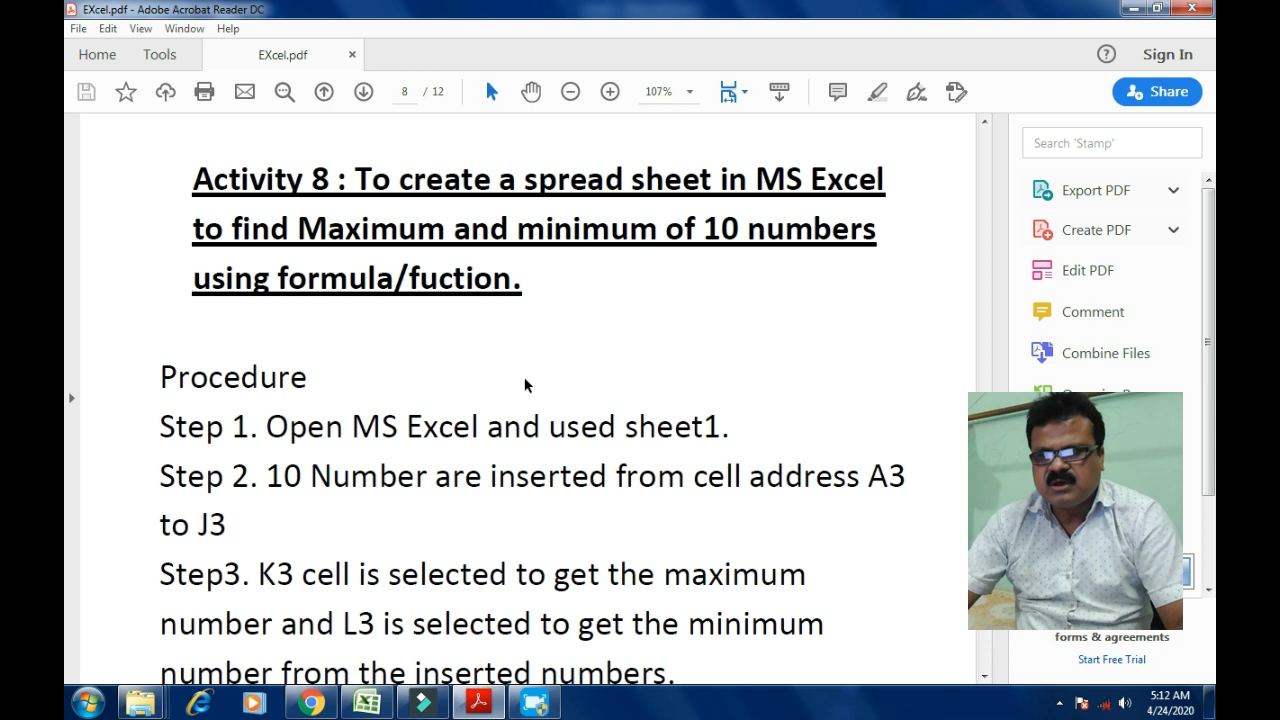 EXcel.pdf - Adobe Acrobat Reader DC
File Edit View Window Help
Home Tools EXcel.pdf × Sign In
8 / 12 107% Share
Activity 8 : To create a spread sheet in MS Excel
to find Maximum and minimum of 10 numbers
using formula/fuction.
Procedure
Step 1. Open MS Excel and used sheet1.
Step 2. 10 Number are inserted from cell address A3
to J3
Step3. K3 cell is selected to get the maximum
number and L3 is selected to get the minimum
number from the inserted numbers.
Search 'Stamp'
Export PDF
Create PDF
Edit PDF
Comment
Combine Files
forms & agreements
Start Free Trial
5:12 AM
4/24/2020